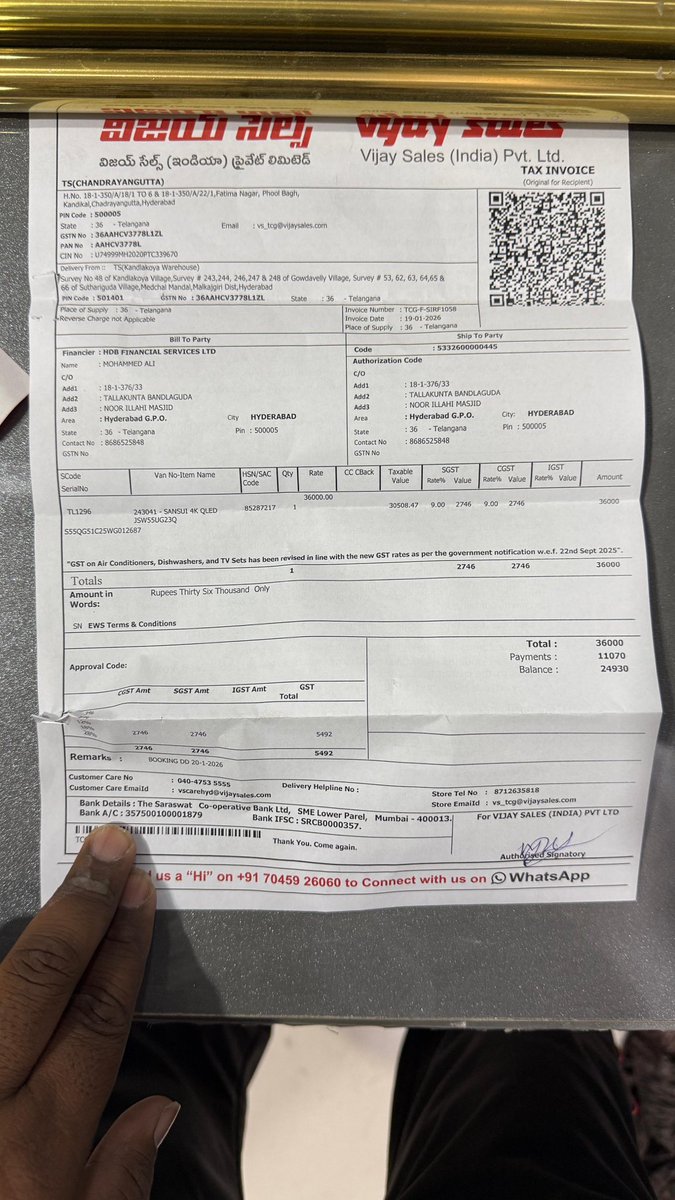 విజయ్ సేల్స్ vijay sales
విజయ్ సేల్స్ (ఇండియా) ప్రైవేట్ లిమిటెడ్ Vijay Sales (India) Pvt. Ltd.
TAX INVOICE
(Original for Recipient)
TS(CHANDRAYANGUTTA)
H.No. 18-1-350/A/18/1 TO 6 & 18-1-350/A/22/1,Fatima Nagar, Phool Bagh,
Kandikal,Chadrayangutta,Hyderabad
PIN Code : 500005
State : 36 - Telangana Email : vs_tcg@vijaysales.com
GSTN No : 36AAHCV3778L1ZL
PAN No : AAHCV3778L
CIN No : U74999MH2020PTC339670
Delivery From :: TS(Kandlakoya Warehouse)
Survey No 48 of Kandlakoya Village,Survey # 243,244, 246,247 & 248 of Gowdavelly Village, Survey # 53, 62, 63, 64,65 &
66 of Suthariguda Village,Medchal Mandal,Malkajgiri Dist,Hyderabad
PIN Code : 501401 GSTN No : 36AAHCV3778L1ZL State : 36 - Telangana
Place of Supply : 36 - Telangana
Reverse Charge not Applicable
Invoice Number : TCG-F-SIRF1058
Invoice Date : 19-01-2026
Place of Supply : 36 - Telangana
Bill To Party
Financier : HDB FINANCIAL SERVICES LTD
Name : MOHAMMED ALI
C/O
Add1 : 18-1-376/33
Add2 : TALLAKUNTA BANDLAGUDA
Add3 : NOOR ILLAHI MASJID
Area : Hyderabad G.P.O. City HYDERABAD
State : 36 - Telangana Pin : 500005
Contact No : 8686525848
GSTN No
Ship To Party
Code : 5332600000445
Authorization Code
C/O
Add1 : 18-1-376/33
Add2 : TALLAKUNTA BANDLAGUDA
Add3 : NOOR ILLAHI MASJID
Area : Hyderabad G.P.O. City: HYDERABAD
State : 36 - Telangana Pin : 500005
Contact No : 8686525848
GSTN No
SCode Van No-Item Name HSN/SAC Code Qty Rate CC CBack Taxable Value SGST Rate% Value CGST Rate% Value IGST Rate% Value Amount
SerialNo
36000.00
TL1296 243041 - SANSUI 4K QLED 85287217 1 30508.47 9.00 2746 9.00 2746 36000
JSW55UG23Q
S55QG51C25WG012687
"GST on Air Conditioners, Dishwashers, and TV Sets has been revised in line with the new GST rates as per the government notification w.e.f. 22nd Sept 2025".
Totals 1 2746 2746 36000
Amount in Words: Rupees Thirty Six Thousand Only
SN EWS Terms & Conditions
Total : 36000
Payments : 11070
Balance : 24930
Approval Code:
CGST Amt SGST Amt IGST Amt GST Total
18%
28%
2746 2746 5492
2746 2746 5492
Remarks : BOOKING DD 20-1-2026
Customer Care No : 040-4753 5555
Customer Care EmailId : vscarehyd@vijaysales.com
Delivery Helpline No :
Store Tel No : 8712635818
Store EmailId : vs_tcg@vijaysales.com
Bank Details : The Saraswat Co-operative Bank Ltd, SME Lower Parel, Mumbai - 400013.
Bank A/C : 357500100001879 Bank IFSC : SRCB0000357.
For VIJAY SALES (INDIA) PVT LTD
Thank You. Come again.
Authorised Signatory
us a "Hi" on +91 70459 26060 to Connect with us on WhatsApp